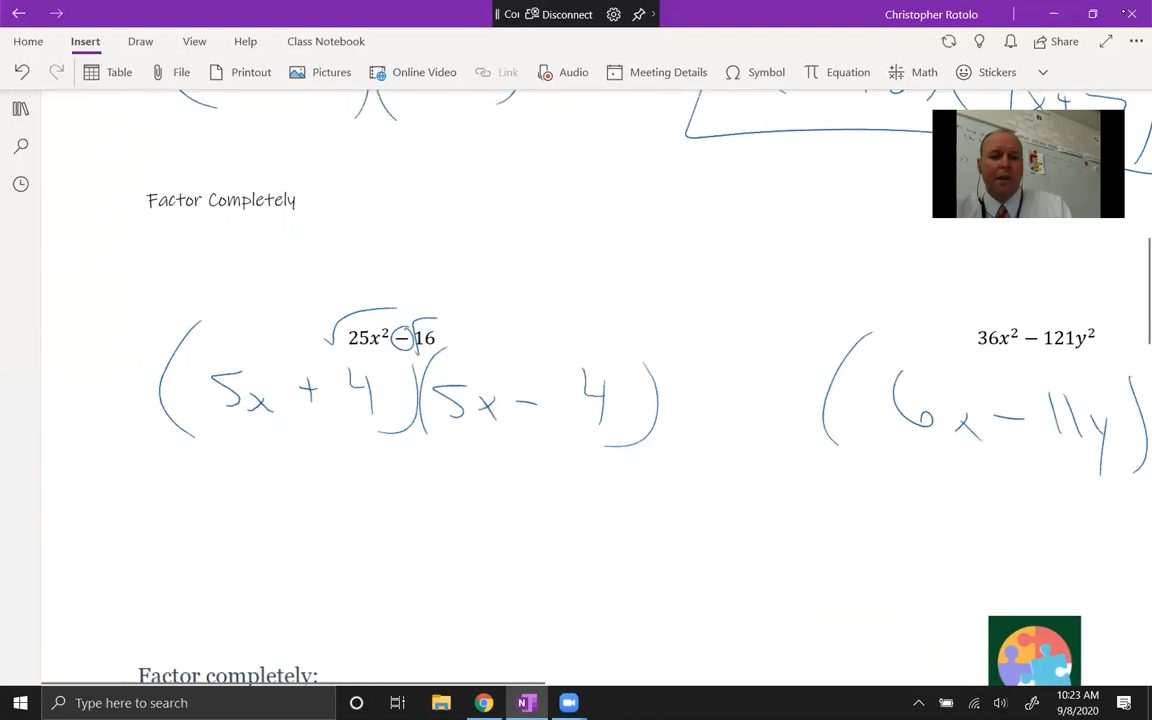 Cor Disconnect
Christopher Rotolo
Home Insert Draw View Help Class Notebook
Share
Table File Printout Pictures Online Video Link Audio Meeting Details Symbol Equation Math Stickers
Factor Completely
√25x² − √16
(5x + 4)(5x − 4)
36x² − 121y²
(6x − 11y)
Factor completely:
Type here to search
N
10:23 AM
9/8/2020